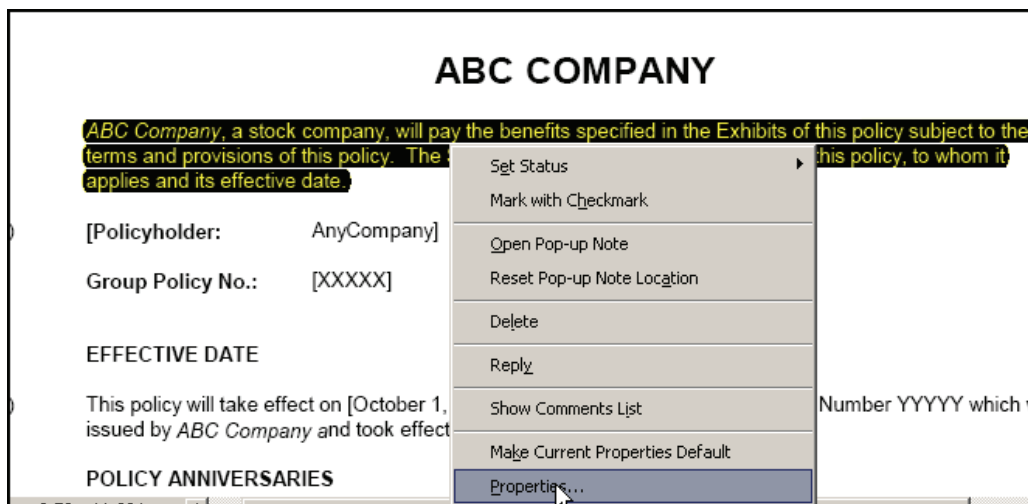 ABC COMPANY
ABC Company, a stock company, will pay the benefits specified in the Exhibits of this policy subject to the
terms and provisions of this policy. The this policy, to whom it
applies and its effective date.
[Policyholder: AnyCompany]
Group Policy No.: [XXXXX]
EFFECTIVE DATE
This policy will take effect on [October 1, Number YYYYY which
issued by ABC Company and took effect
POLICY ANNIVERSARIES
Set Status
Mark with Checkmark
Open Pop-up Note
Reset Pop-up Note Location
Delete
Reply
Show Comments List
Make Current Properties Default
Properties...